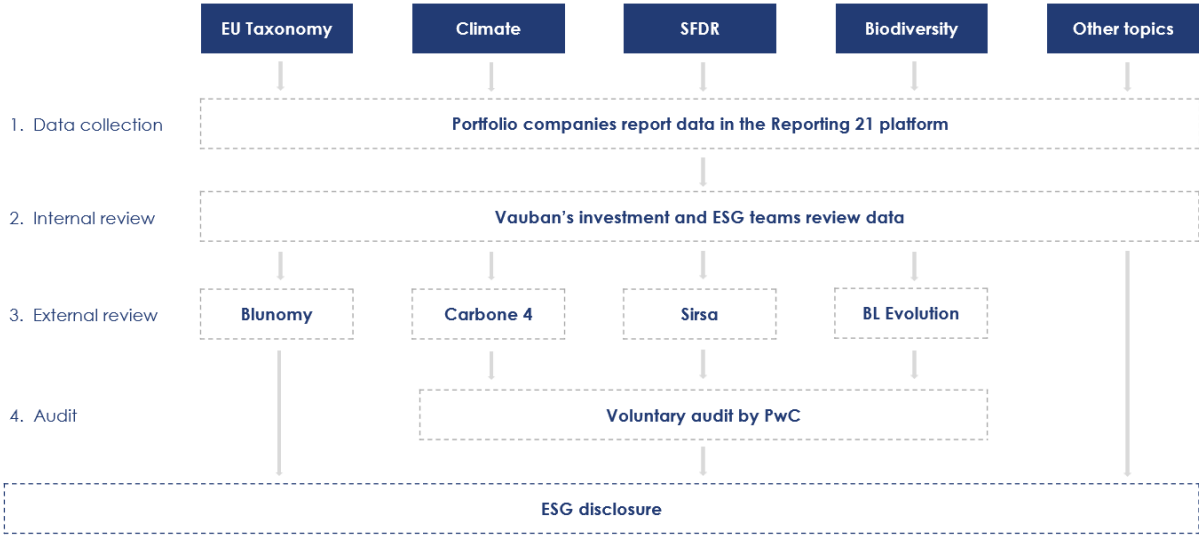 EU Taxonomy
Climate
SFDR
Biodiversity
Other topics
1. Data collection
Portfolio companies report data in the Reporting 21 platform
2. Internal review
Vauban's investment and ESG teams review data
3. External review
Blunomy
Carbone 4
Sirsa
BL Evolution
4. Audit
Voluntary audit by PwC
ESG disclosure